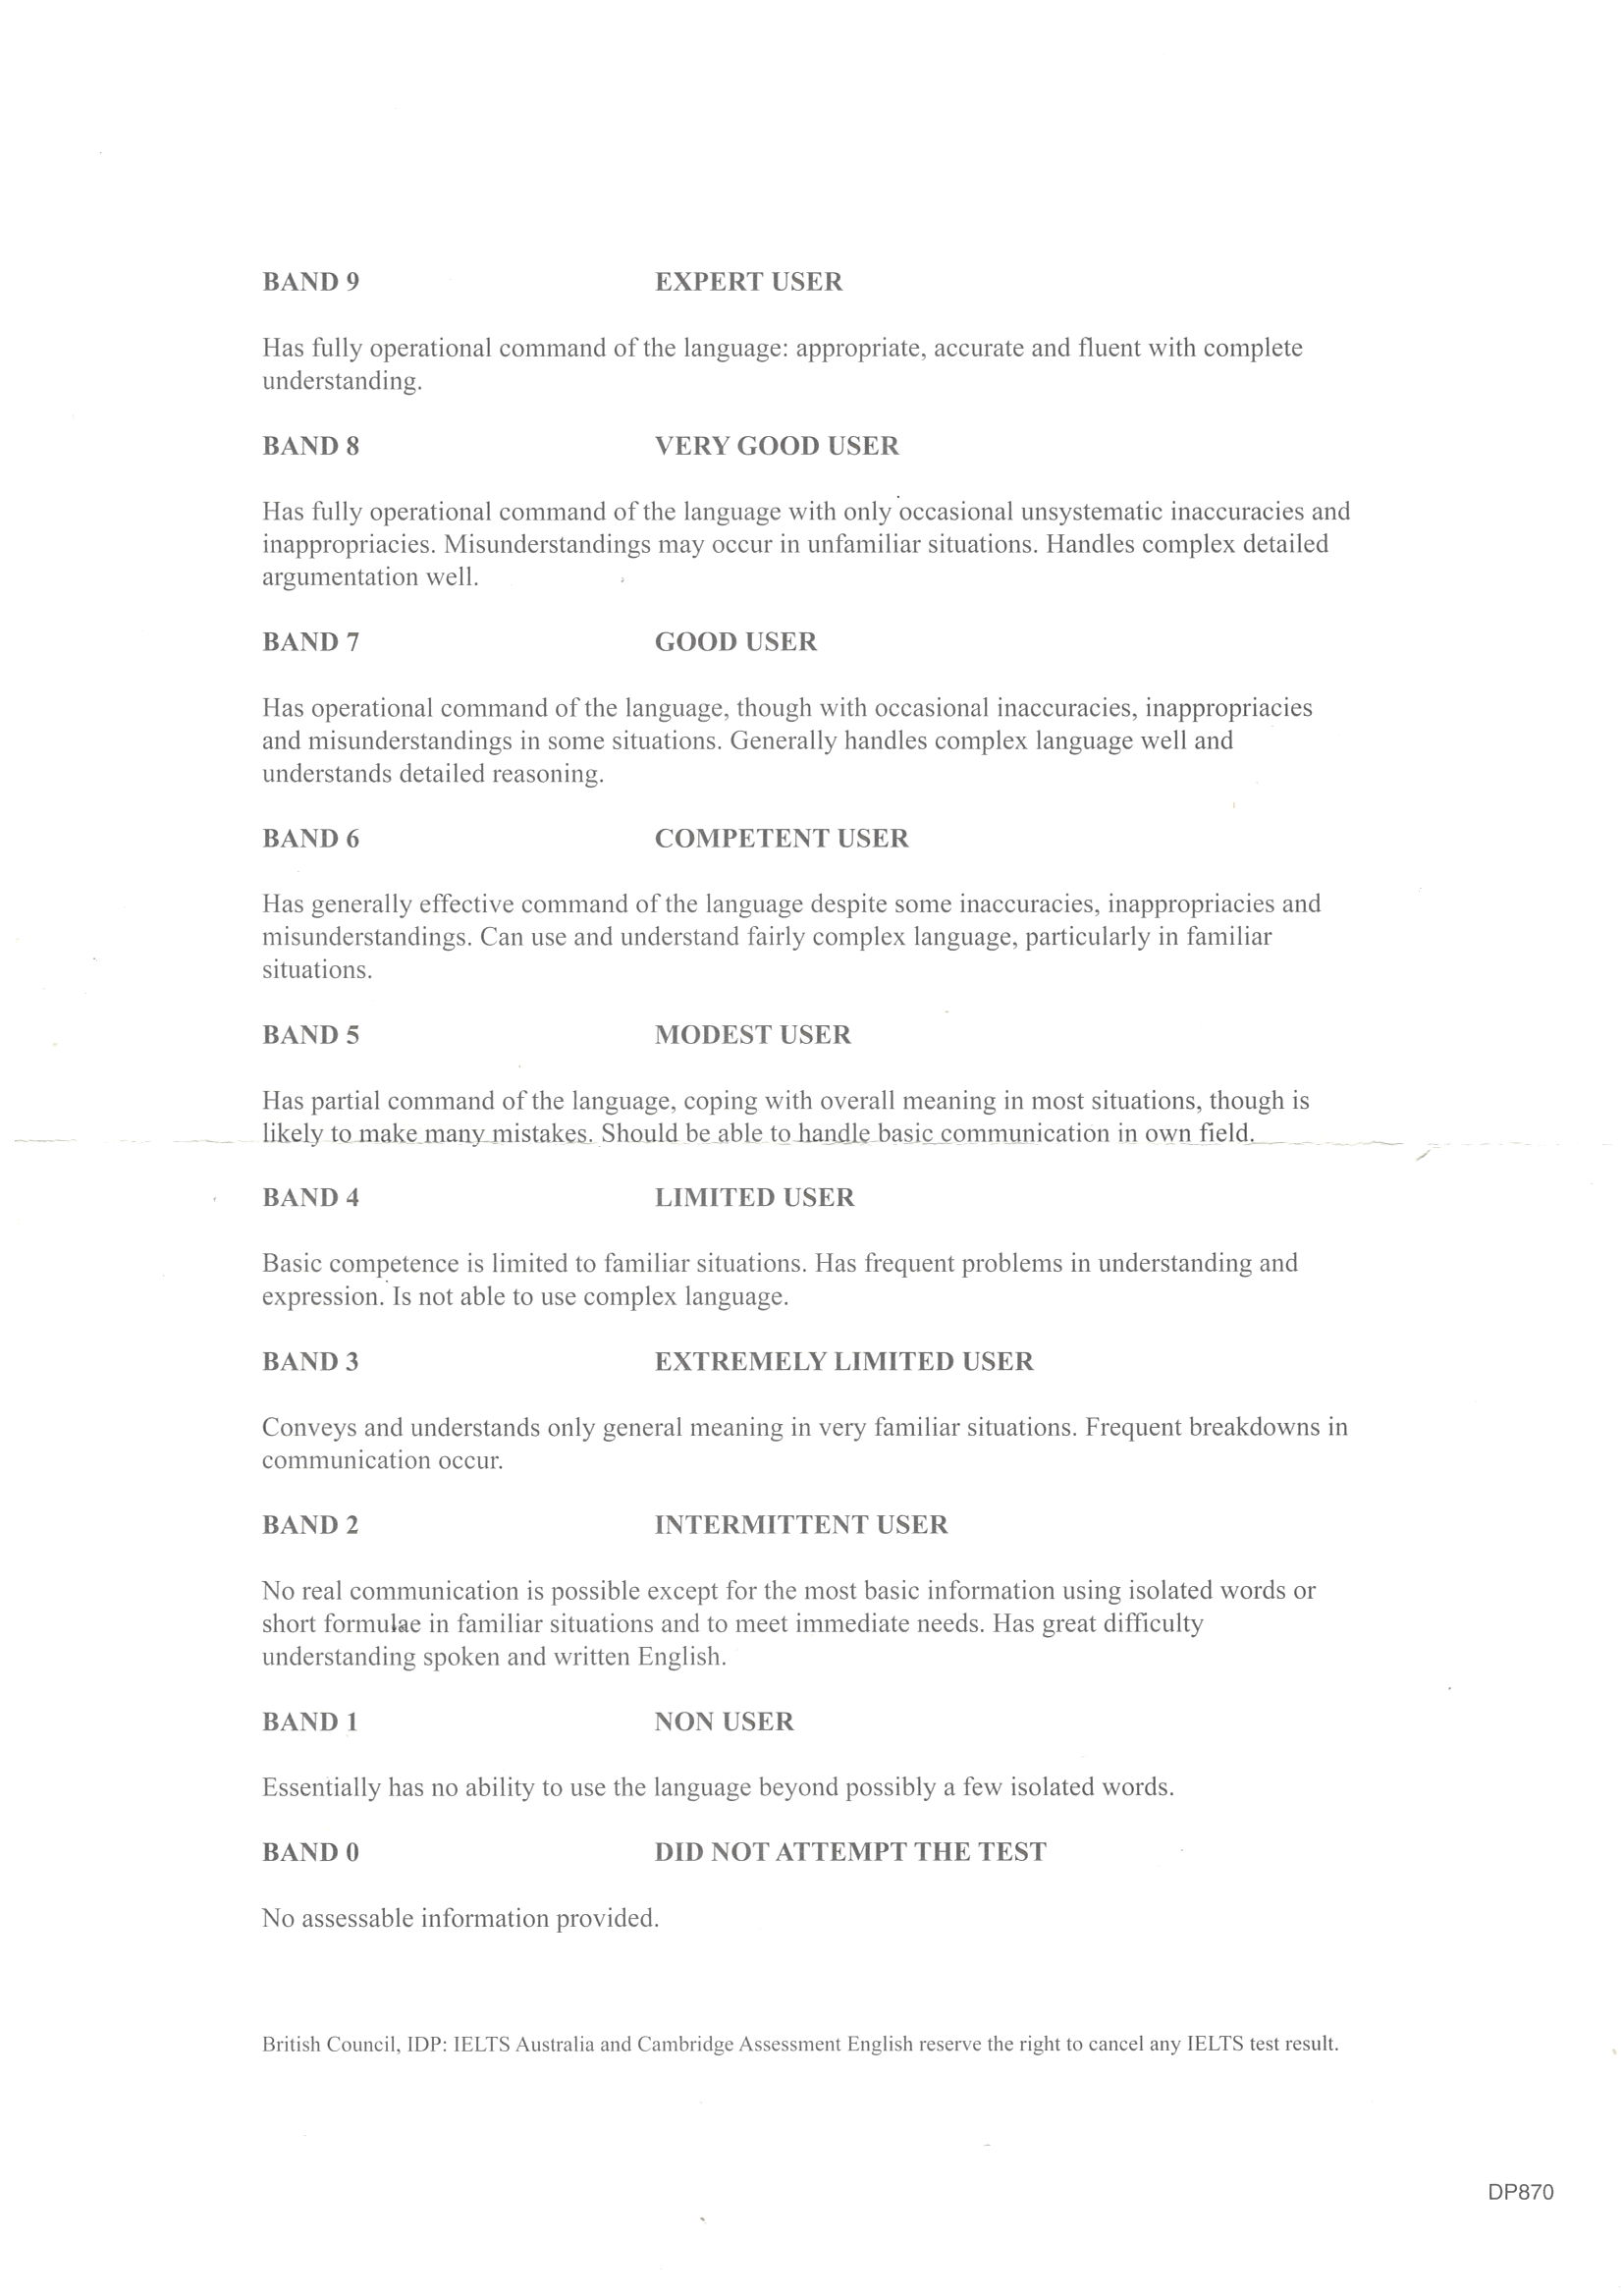 BAND 9 EXPERT USER
Has fully operational command of the language: appropriate, accurate and fluent with complete
understanding.
BAND 8 VERY GOOD USER
Has fully operational command of the language with only occasional unsystematic inaccuracies and
inappropriacies. Misunderstandings may occur in unfamiliar situations. Handles complex detailed
argumentation well.
BAND 7 GOOD USER
Has operational command of the language, though with occasional inaccuracies, inappropriacies
and misunderstandings in some situations. Generally handles complex language well and
understands detailed reasoning.
BAND 6 COMPETENT USER
Has generally effective command of the language despite some inaccuracies, inappropriacies and
misunderstandings. Can use and understand fairly complex language, particularly in familiar
situations.
BAND 5 MODEST USER
Has partial command of the language, coping with overall meaning in most situations, though is
likely to make many mistakes. Should be able to handle basic communication in own field.
BAND 4 LIMITED USER
Basic competence is limited to familiar situations. Has frequent problems in understanding and
expression. Is not able to use complex language.
BAND 3 EXTREMELY LIMITED USER
Conveys and understands only general meaning in very familiar situations. Frequent breakdowns in
communication occur.
BAND 2 INTERMITTENT USER
No real communication is possible except for the most basic information using isolated words or
short formulae in familiar situations and to meet immediate needs. Has great difficulty
understanding spoken and written English.
BAND 1 NON USER
Essentially has no ability to use the language beyond possibly a few isolated words.
BAND 0 DID NOT ATTEMPT THE TEST
No assessable information provided.
British Council, IDP: IELTS Australia and Cambridge Assessment English reserve the right to cancel any IELTS test result.
DP870